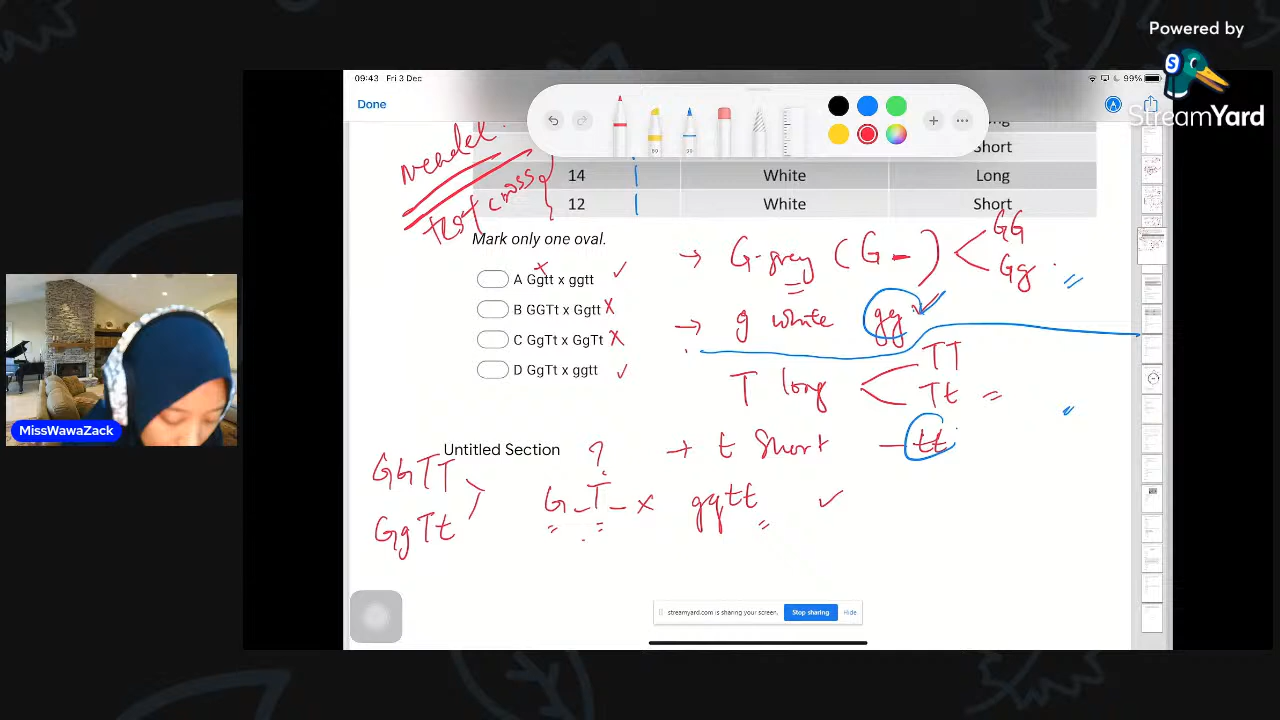 Powered by
StreamYard
09:43 Fri 3 Dec
99%
Done
Short
Mendel
14 White Long
12 White Short
test cross
Mark only one oval.
A Ggtt x ggtt ✓
B GGTt x Ggtt X
C GgTt x GgTt X
D GgTt x ggtt ✓
→ G-grey (G-) GG
Gg
→ g white gg
T long TT
Tt =
→ t short - tt
Untitled Section ?
GGTT
GgTt
G_T_ x ggtt ✓
MissWawaZack
streamyard.com is sharing your screen. Stop sharing Hide